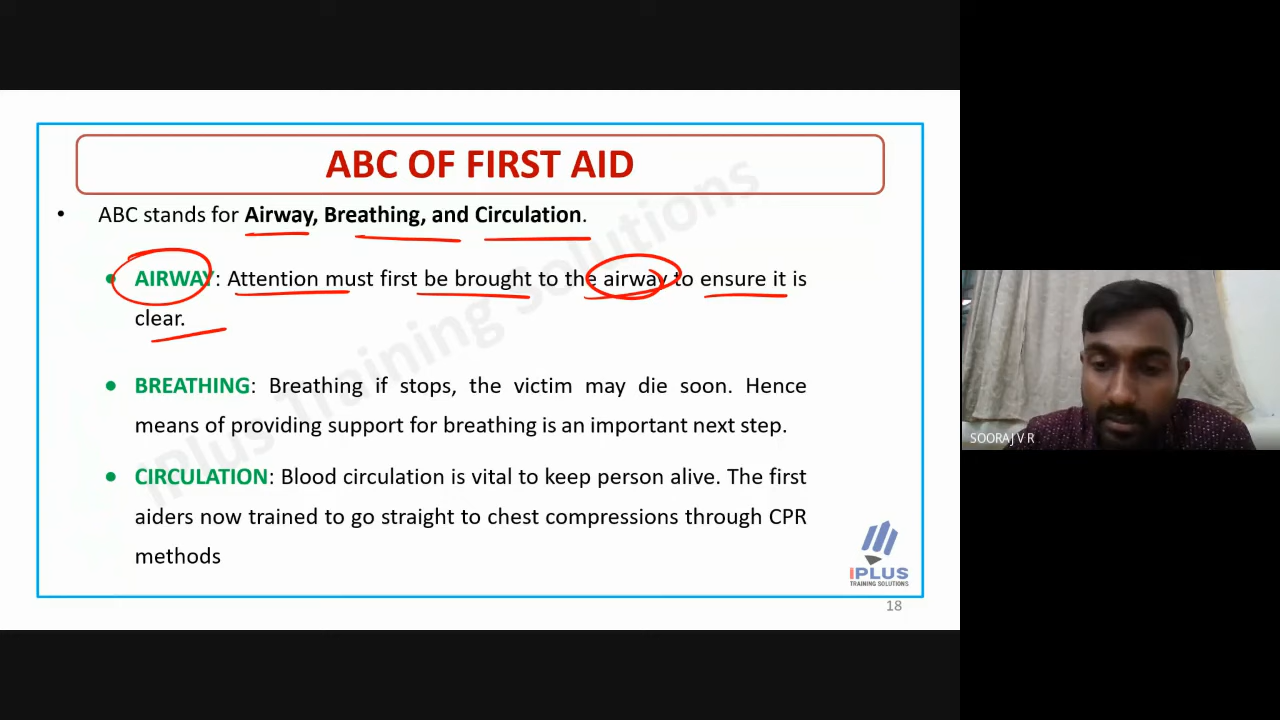 ABC OF FIRST AID
• ABC stands for Airway, Breathing, and Circulation.
• AIRWAY: Attention must first be brought to the airway to ensure it is
clear.
• BREATHING: Breathing if stops, the victim may die soon. Hence
means of providing support for breathing is an important next step.
• CIRCULATION: Blood circulation is vital to keep person alive. The first
aiders now trained to go straight to chest compressions through CPR
methods
iPlus Training Solutions
IPLUS
TRAINING SOLUTIONS
18
SOORAJ V R